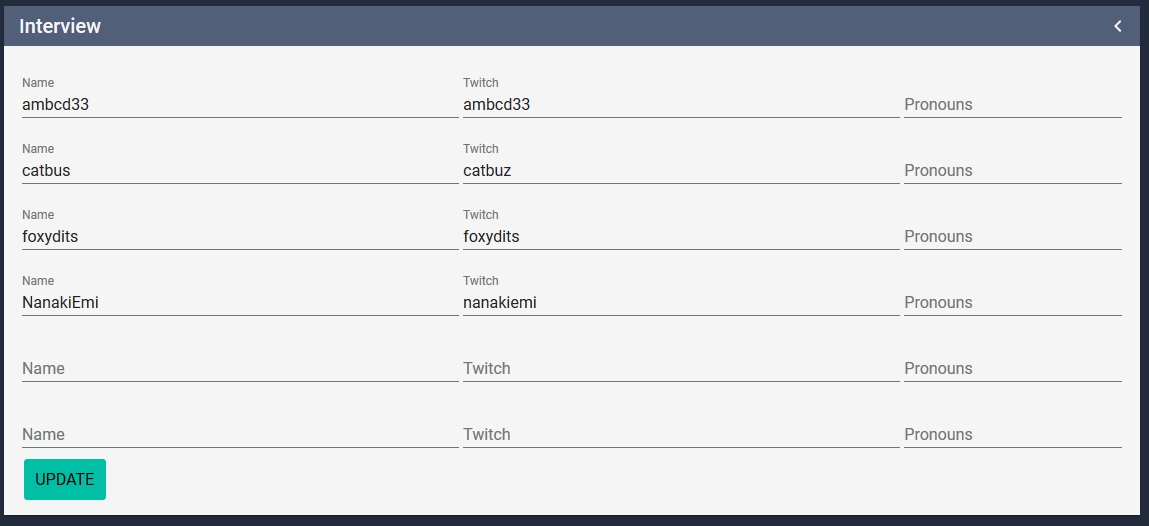 Interview
Name Twitch
ambcd33 ambcd33 Pronouns
Name Twitch
catbus catbuz Pronouns
Name Twitch
foxydits foxydits Pronouns
Name Twitch
NanakiEmi nanakiemi Pronouns
Name Twitch Pronouns
Name Twitch Pronouns
UPDATE